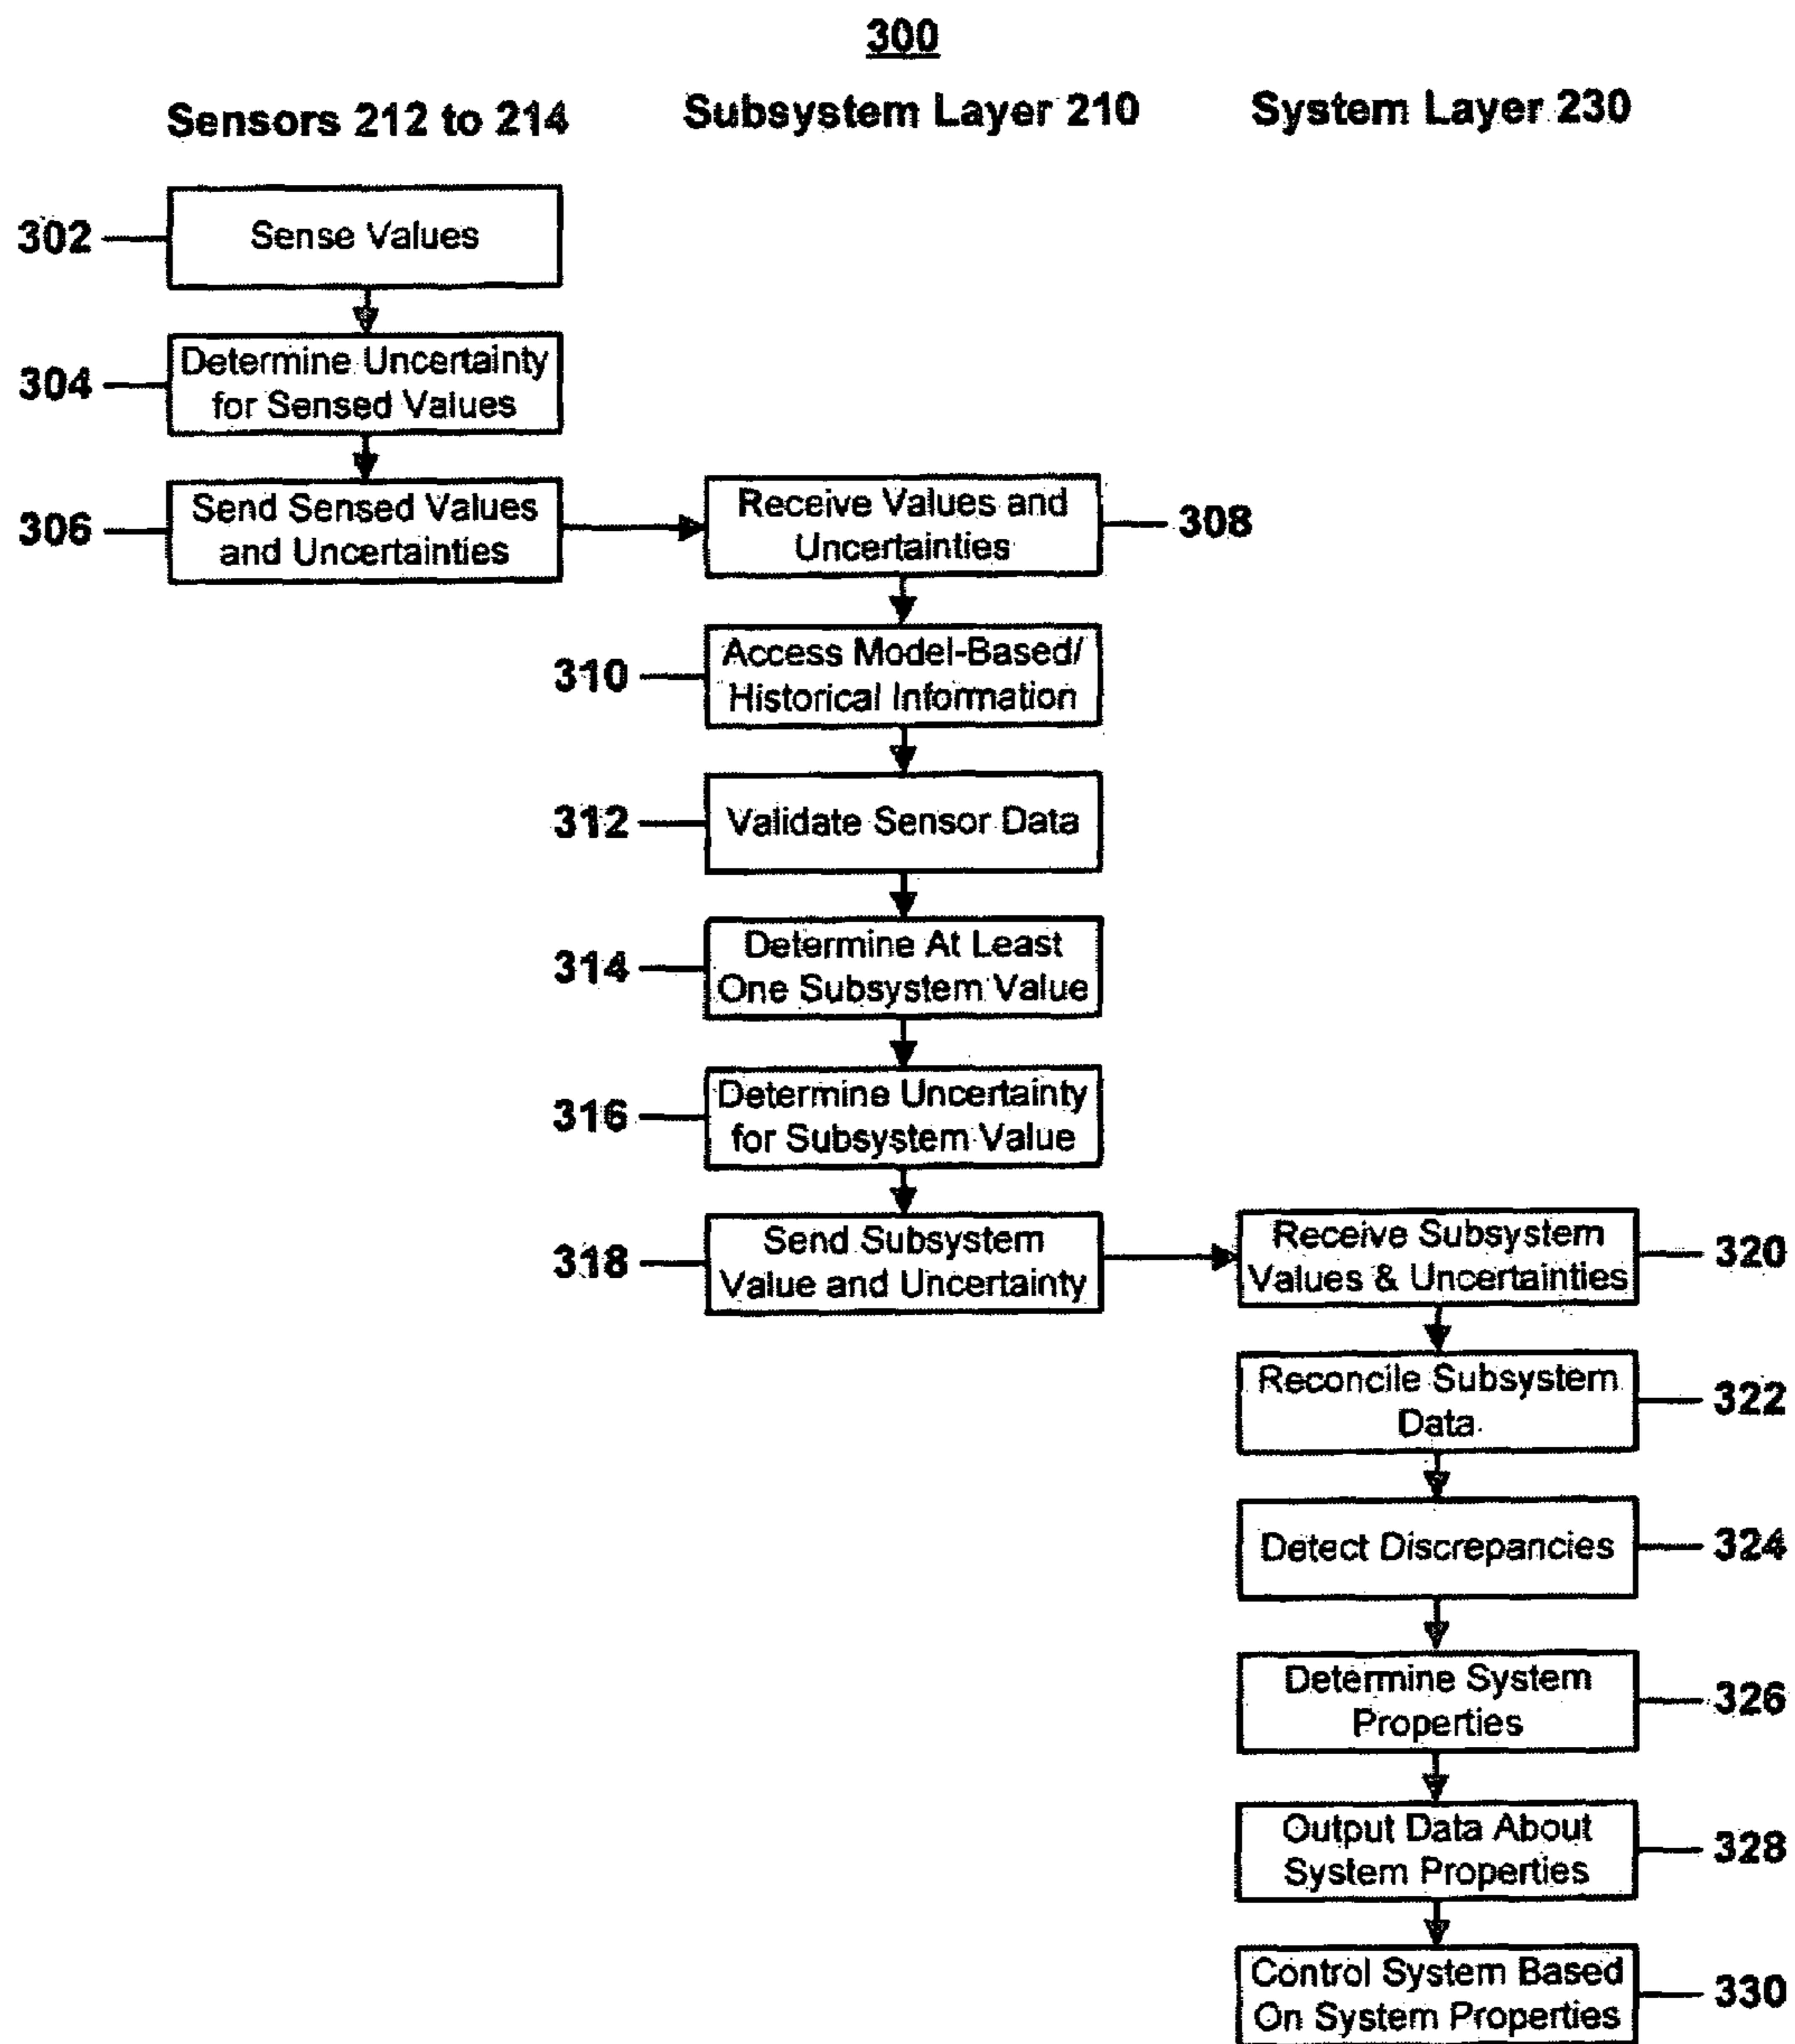 300
Sensors 212 to 214
Subsystem Layer 210
System Layer 230
302
Sense Values
304
Determine Uncertainty
for Sensed Values
306
Send Sensed Values
and Uncertainties
Receive Values and
Uncertainties
308
310
Access Model-Based/
Historical Information
312
Validate Sensor Data
314
Determine At Least
One Subsystem Value
316
Determine Uncertainty
for Subsystem Value
318
Send Subsystem
Value and Uncertainty
Receive Subsystem
Values & Uncertainties
320
Reconcile Subsystem
Data
322
Detect Discrepancies
324
Determine System
Properties
326
Output Data About
System Properties
328
Control System Based
On System Properties
330